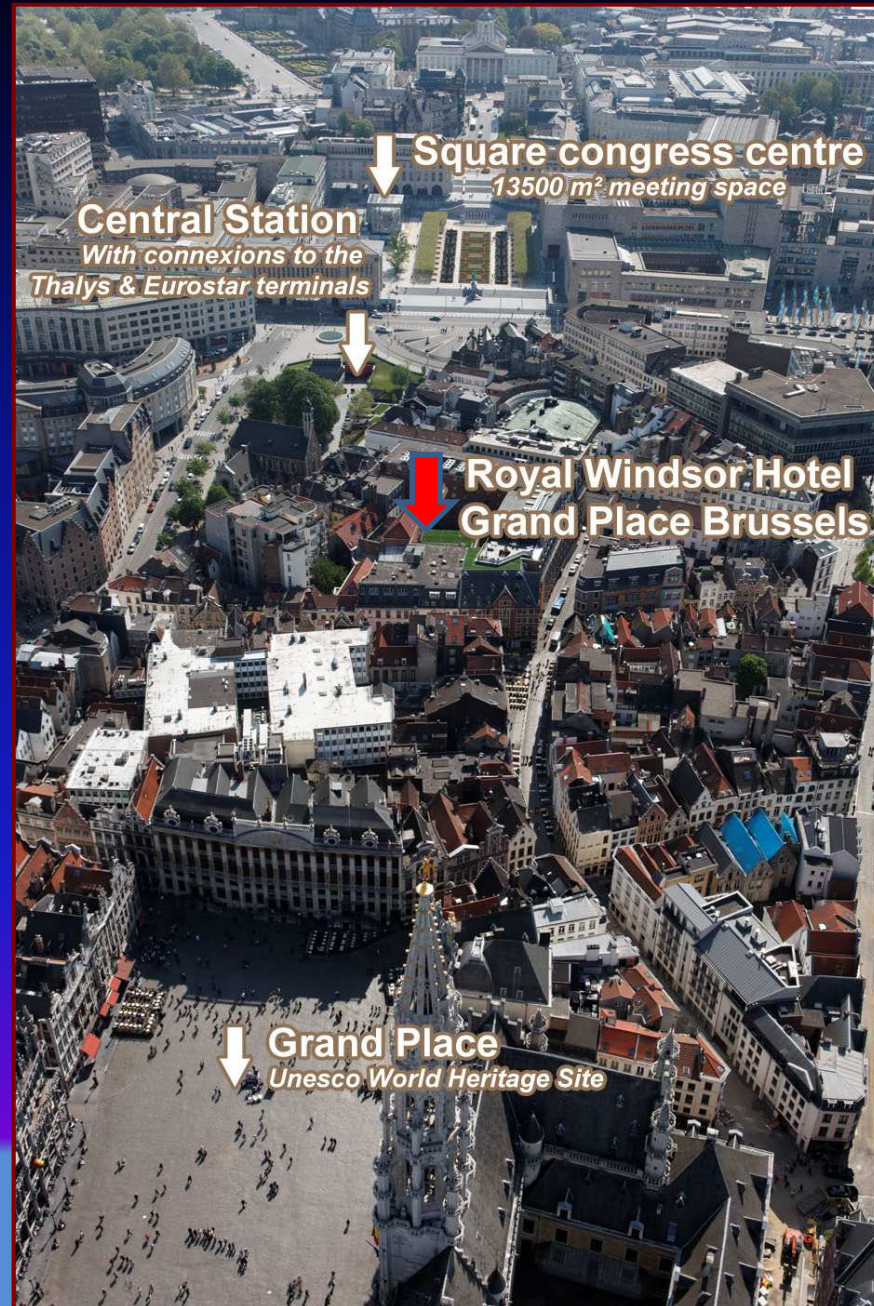 Square congress centre
13500 m² meeting space
Central Station
With connexions to the
Thalys & Eurostar terminals
Royal Windsor Hotel
Grand Place Brussels
Grand Place
Unesco World Heritage Site